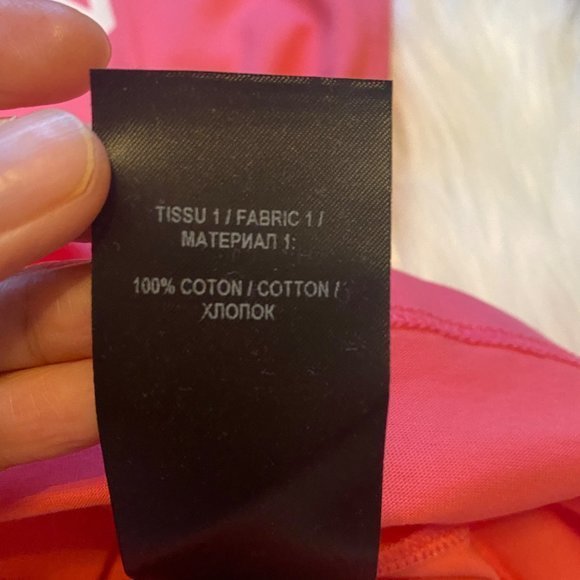 TISSU 1 / FABRIC 1 /
МАТЕРИАЛ 1:
100% COTON / COTTON /
ХЛОПОК